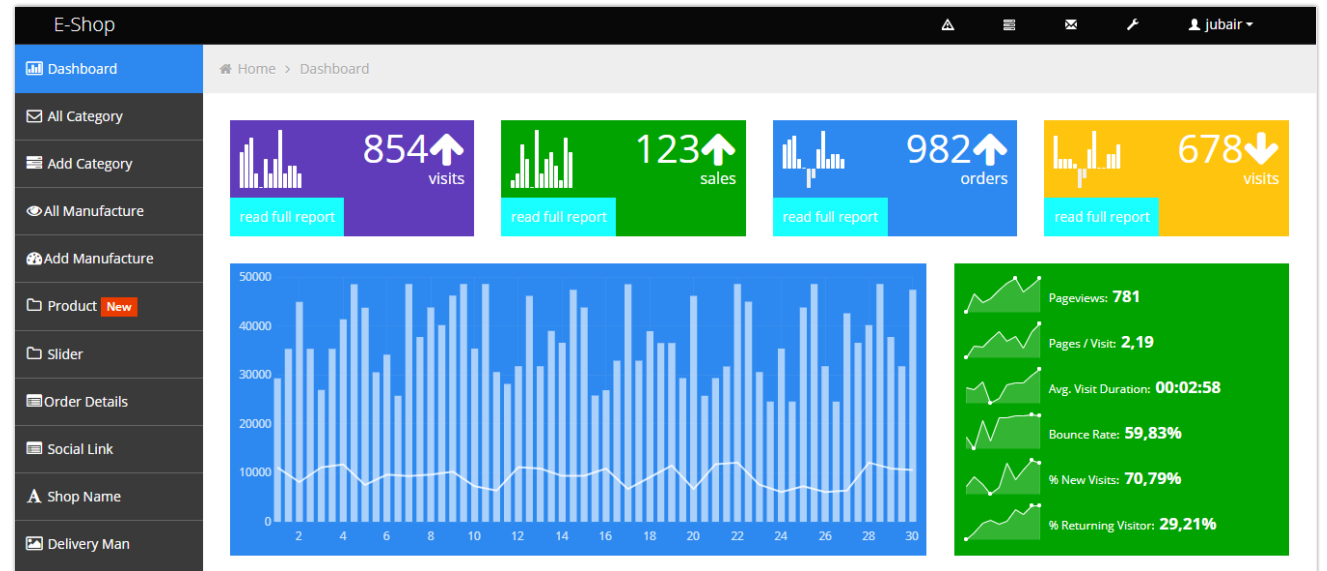 E-Shop
jubair
Dashboard
Home > Dashboard
All Category
Add Category
All Manufacture
Add Manufacture
Product New
Slider
Order Details
Social Link
Shop Name
Delivery Man
854
visits
read full report
123
sales
read full report
982
orders
read full report
678
visits
read full report
50000
40000
30000
20000
10000
0
2 4 6 8 10 12 14 16 18 20 22 24 26 28 30
Pageviews: 781
Pages / Visit: 2,19
Avg. Visit Duration: 00:02:58
Bounce Rate: 59,83%
% New Visits: 70,79%
% Returning Visitor: 29,21%